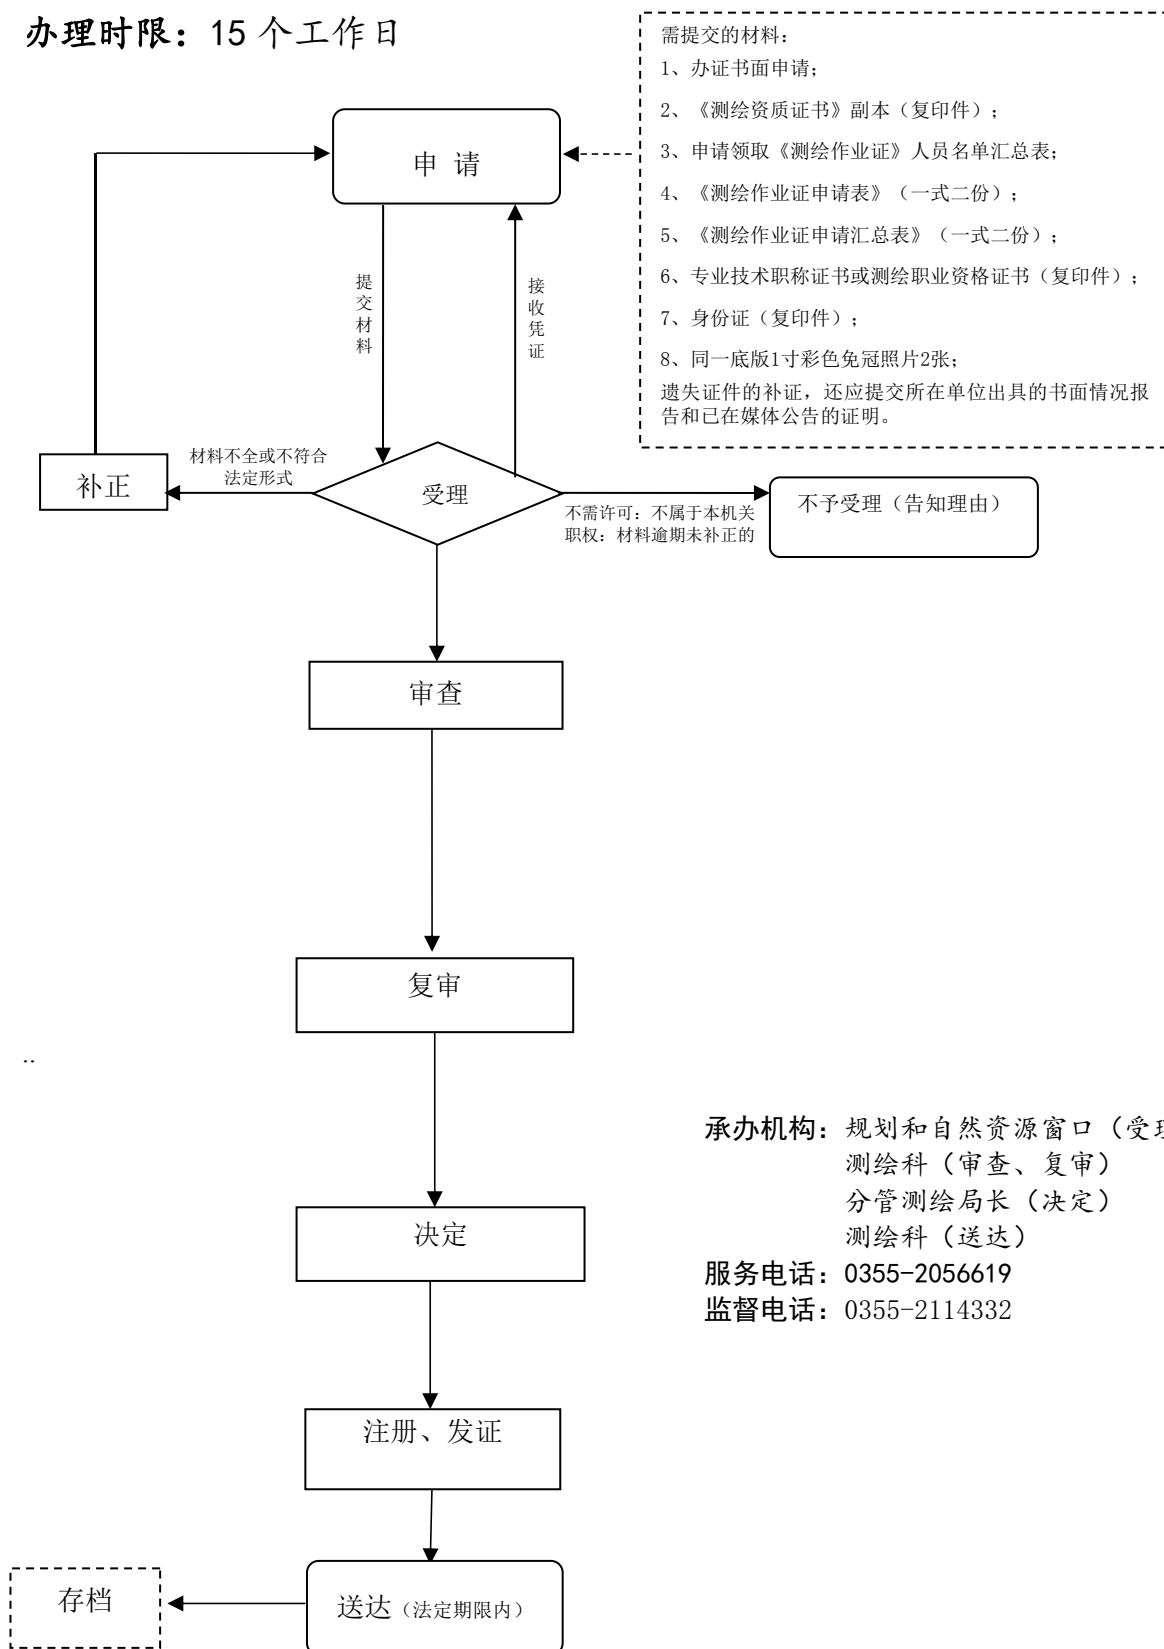 办理时限：15 个工作日
需提交的材料：
1、办证书面申请；
2、《测绘资质证书》副本（复印件）；
3、申请领取《测绘作业证》人员名单汇总表；
4、《测绘作业证申请表》（一式二份）；
5、《测绘作业证申请汇总表》（一式二份）；
6、专业技术职称证书或测绘职业资格证书（复印件）；
7、身份证（复印件）；
8、同一底版1寸彩色免冠照片2张；
遗失证件的补证，还应提交所在单位出具的书面情况报
告和已在媒体公告的证明。
申 请
提交材料
接收凭证
补正
材料不全或不符合
法定形式
受理
不需许可：不属于本机关
职权：材料逾期未补正的
不予受理（告知理由）
审查
复审
..
承办机构：规划和自然资源窗口（受理
测绘科（审查、复审）
分管测绘局长（决定）
测绘科（送达）
服务电话：0355-2056619
监督电话：0355-2114332
决定
注册、发证
送达（法定期限内）
存档